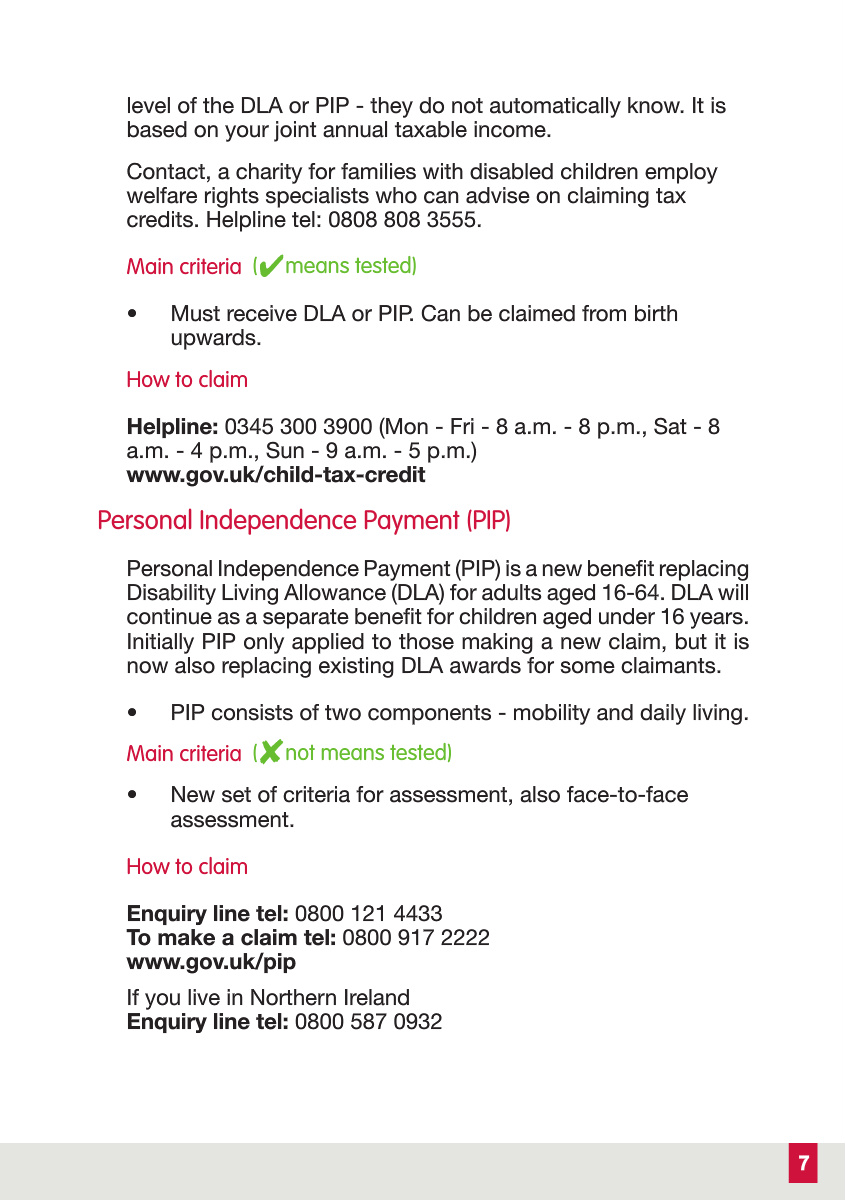 level of the DLA or PIP - they do not automatically know. It is
based on your joint annual taxable income.
Contact, a charity for families with disabled children employ
welfare rights specialists who can advise on claiming tax
credits. Helpline tel: 0808 808 3555.
Main criteria (✔means tested)
• Must receive DLA or PIP. Can be claimed from birth
upwards.
How to claim
Helpline: 0345 300 3900 (Mon - Fri - 8 a.m. - 8 p.m., Sat - 8
a.m. - 4 p.m., Sun - 9 a.m. - 5 p.m.)
www.gov.uk/child-tax-credit
Personal Independence Payment (PIP)
Personal Independence Payment (PIP) is a new benefit replacing
Disability Living Allowance (DLA) for adults aged 16-64. DLA will
continue as a separate benefit for children aged under 16 years.
Initially PIP only applied to those making a new claim, but it is
now also replacing existing DLA awards for some claimants.
• PIP consists of two components - mobility and daily living.
Main criteria (✘not means tested)
• New set of criteria for assessment, also face-to-face
assessment.
How to claim
Enquiry line tel: 0800 121 4433
To make a claim tel: 0800 917 2222
www.gov.uk/pip
If you live in Northern Ireland
Enquiry line tel: 0800 587 0932
7